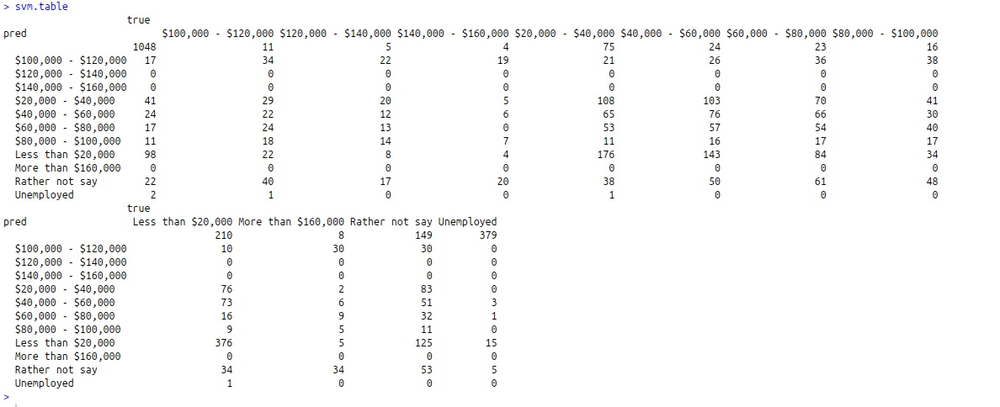 > svm.table
true
pred $100,000 - $120,000 $120,000 - $140,000 $140,000 - $160,000 $20,000 - $40,000 $40,000 - $60,000 $60,000 - $80,000 $80,000 - $100,000
1048 11 5 4 75 24 23 16
$100,000 - $120,000 17 34 22 19 21 26 36 38
$120,000 - $140,000 0 0 0 0 0 0 0 0
$140,000 - $160,000 0 0 0 0 0 0 0 0
$20,000 - $40,000 41 29 20 5 108 103 70 41
$40,000 - $60,000 24 22 12 6 65 76 66 30
$60,000 - $80,000 17 24 13 0 53 57 54 40
$80,000 - $100,000 11 18 14 7 11 16 17 17
Less than $20,000 98 22 8 4 176 143 84 34
More than $160,000 0 0 0 0 0 0 0 0
Rather not say 22 40 17 20 38 50 61 48
Unemployed 2 1 0 0 1 0 0 0
true
pred Less than $20,000 More than $160,000 Rather not say Unemployed
210 8 149 379
$100,000 - $120,000 10 30 30 0
$120,000 - $140,000 0 0 0 0
$140,000 - $160,000 0 0 0 0
$20,000 - $40,000 76 2 83 0
$40,000 - $60,000 73 6 51 3
$60,000 - $80,000 16 9 32 1
$80,000 - $100,000 9 5 11 0
Less than $20,000 376 5 125 15
More than $160,000 0 0 0 0
Rather not say 34 34 53 5
Unemployed 1 0 0 0
>